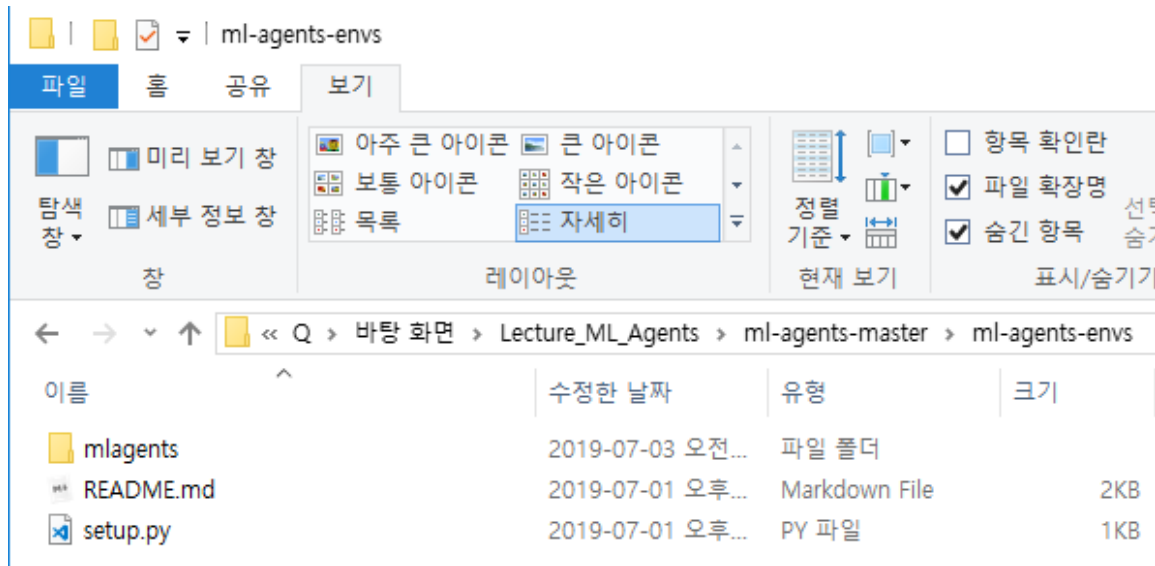 ml-agents-envs
파일 홈 공유 보기
미리 보기 창
세부 정보 창
탐색
창
아주 큰 아이콘 큰 아이콘
보통 아이콘 작은 아이콘
목록 자세히
정렬
기준
항목 확인란
파일 확장명
숨긴 항목
창 레이아웃 현재 보기 표시/숨기기
« Q > 바탕 화면 > Lecture_ML_Agents > ml-agents-master > ml-agents-envs
이름 수정한 날짜 유형 크기
mlagents 2019-07-03 오전... 파일 폴더
README.md 2019-07-01 오후... Markdown File 2KB
setup.py 2019-07-01 오후... PY 파일 1KB